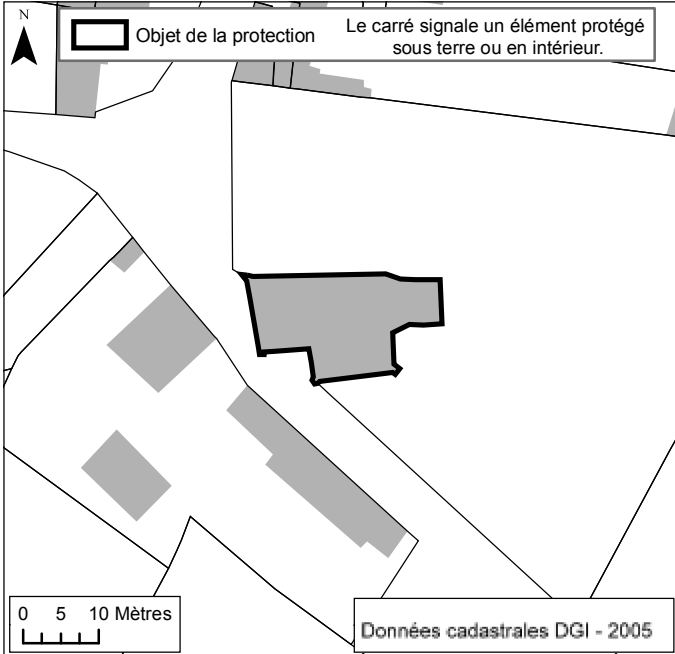 N
Objet de la protection
Le carré signale un élément protégé
sous terre ou en intérieur.
0 5 10 Mètres
Données cadastrales DGI - 2005